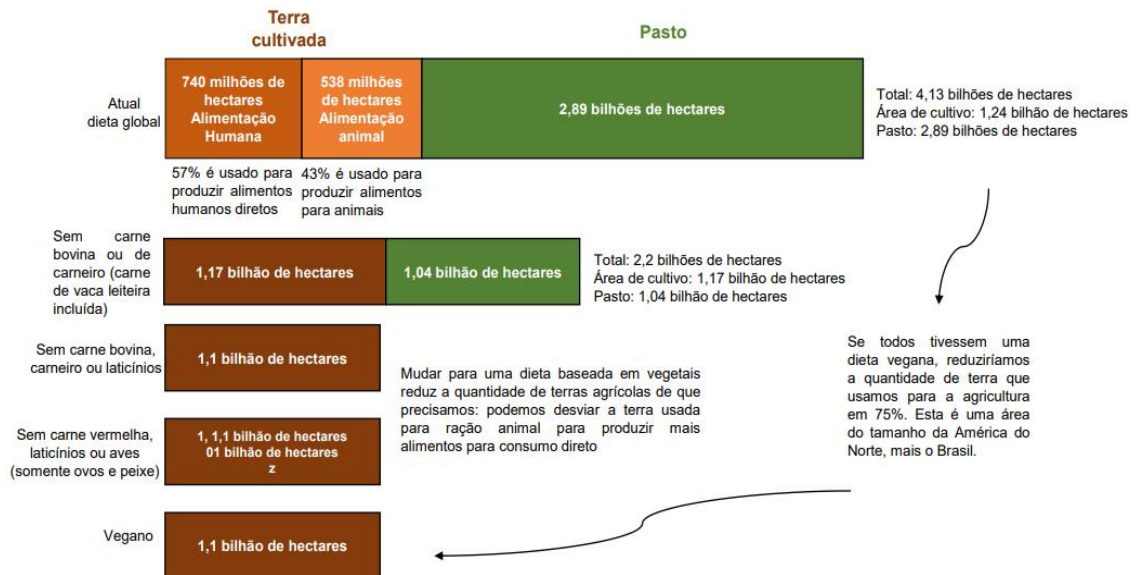 Terra
cultivada
Pasto
Atual
dieta global
740 milhões de
hectares
Alimentação
Humana
538 milhões
de hectares
Alimentação
animal
2,89 bilhões de hectares
Total: 4,13 bilhões de hectares
Área de cultivo: 1,24 bilhão de hectares
Pasto: 2,89 bilhões de hectares
57% é usado para
produzir alimentos
humanos diretos
43% é usado para
produzir alimentos
para animais
Sem carne
bovina ou de
carneiro (carne
de vaca leiteira
incluída)
1,17 bilhão de hectares
1,04 bilhão de hectares
Total: 2,2 bilhões de hectares
Área de cultivo: 1,17 bilhão de hectares
Pasto: 1,04 bilhão de hectares
Sem carne bovina,
carneiro ou laticínios
1,1 bilhão de hectares
Mudar para uma dieta baseada em vegetais
reduz a quantidade de terras agrícolas de que
precisamos: podemos desviar a terra usada
para ração animal para produzir mais
alimentos para consumo direto
Se todos tivessem uma
dieta vegana, reduziríamos
a quantidade de terra que
usamos para a agricultura
em 75%. Esta é uma área
do tamanho da América do
Norte, mais o Brasil.
Sem carne vermelha,
laticínios ou aves
(somente ovos e peixe)
1, 1,1 bilhão de hectares
01 bilhão de hectares
z
Vegano
1,1 bilhão de hectares